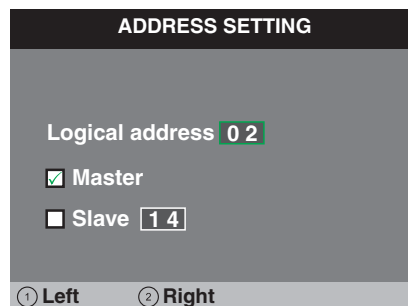 ADDRESS SETTING
Logical address 0 2
Master
Slave 1 4
1 Left 2 Right